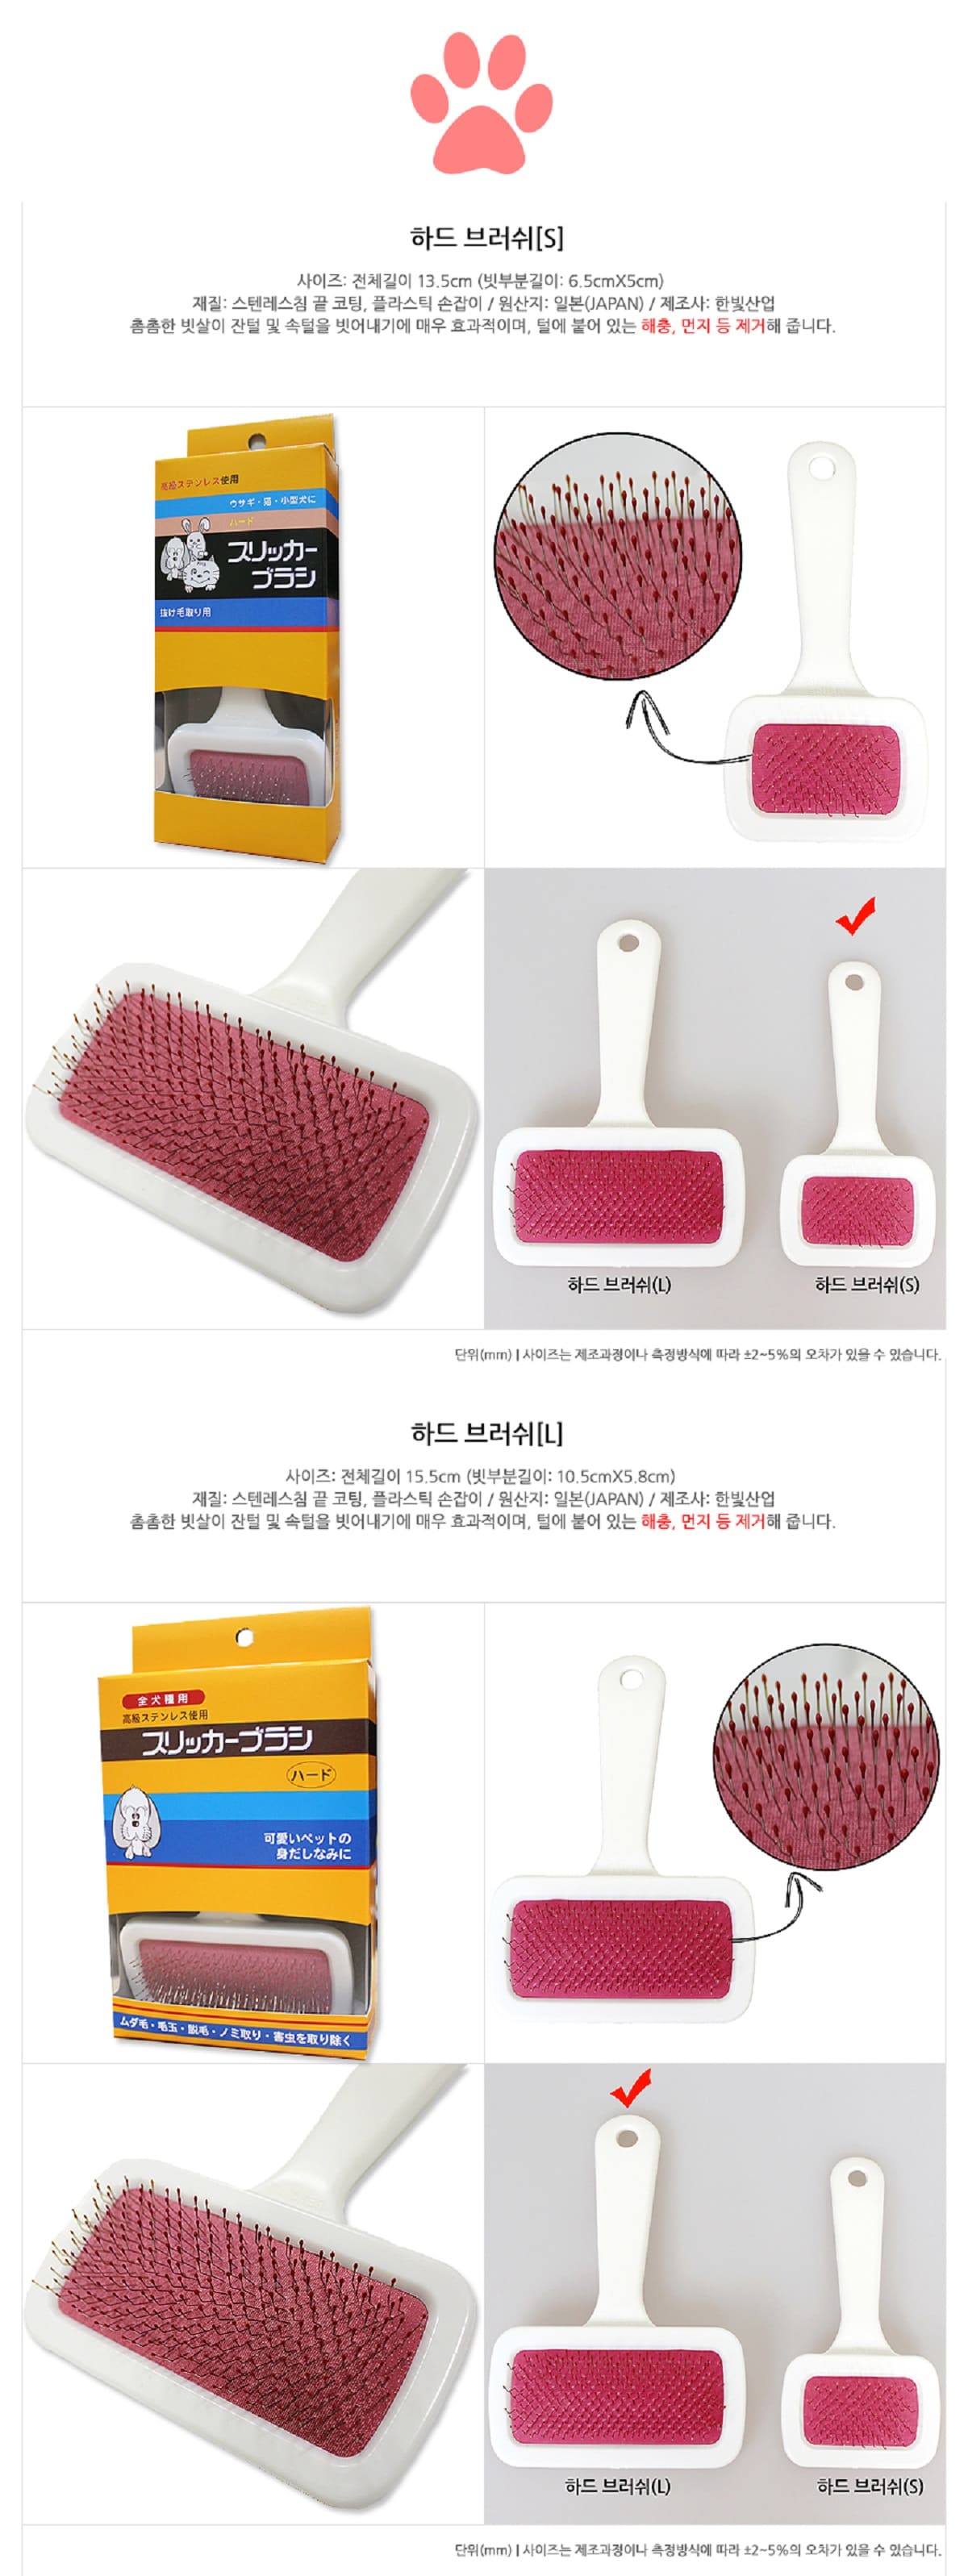 하드 브러쉬[S]
사이즈: 전체길이 13.5cm (빗부분길이: 6.5cmX5cm)
재질: 스텐레스침 끝 코팅, 플라스틱 손잡이 / 원산지: 일본(JAPAN) / 제조사: 한빛산업
촘촘한 빗살이 잔털 및 속털을 빗어내기에 매우 효과적이며, 털에 붙어 있는 해충, 먼지 등 제거해 줍니다.
高級ステンレス使用
ウサギ・猫・小型犬に
ハード
スリッカー
ブラシ
抜け毛取り用
하드 브러쉬(L)
하드 브러쉬(S)
단위(mm) | 사이즈는 제조과정이나 측정방식에 따라 ±2~5%의 오차가 있을 수 있습니다.
하드 브러쉬[L]
사이즈: 전체길이 15.5cm (빗부분길이: 10.5cmX5.8cm)
재질: 스텐레스침 끝 코팅, 플라스틱 손잡이 / 원산지: 일본(JAPAN) / 제조사: 한빛산업
촘촘한 빗살이 잔털 및 속털을 빗어내기에 매우 효과적이며, 털에 붙어 있는 해충, 먼지 등 제거해 줍니다.
全犬種用
高級ステンレス使用
スリッカーブラシ
ハード
可愛いペットの
身だしなみに
ムダ毛・毛玉・脱毛・ノミ取り・害虫を取り除く
하드 브러쉬(L)
하드 브러쉬(S)
단위(mm) | 사이즈는 제조과정이나 측정방식에 따라 ±2~5%의 오차가 있을 수 있습니다.